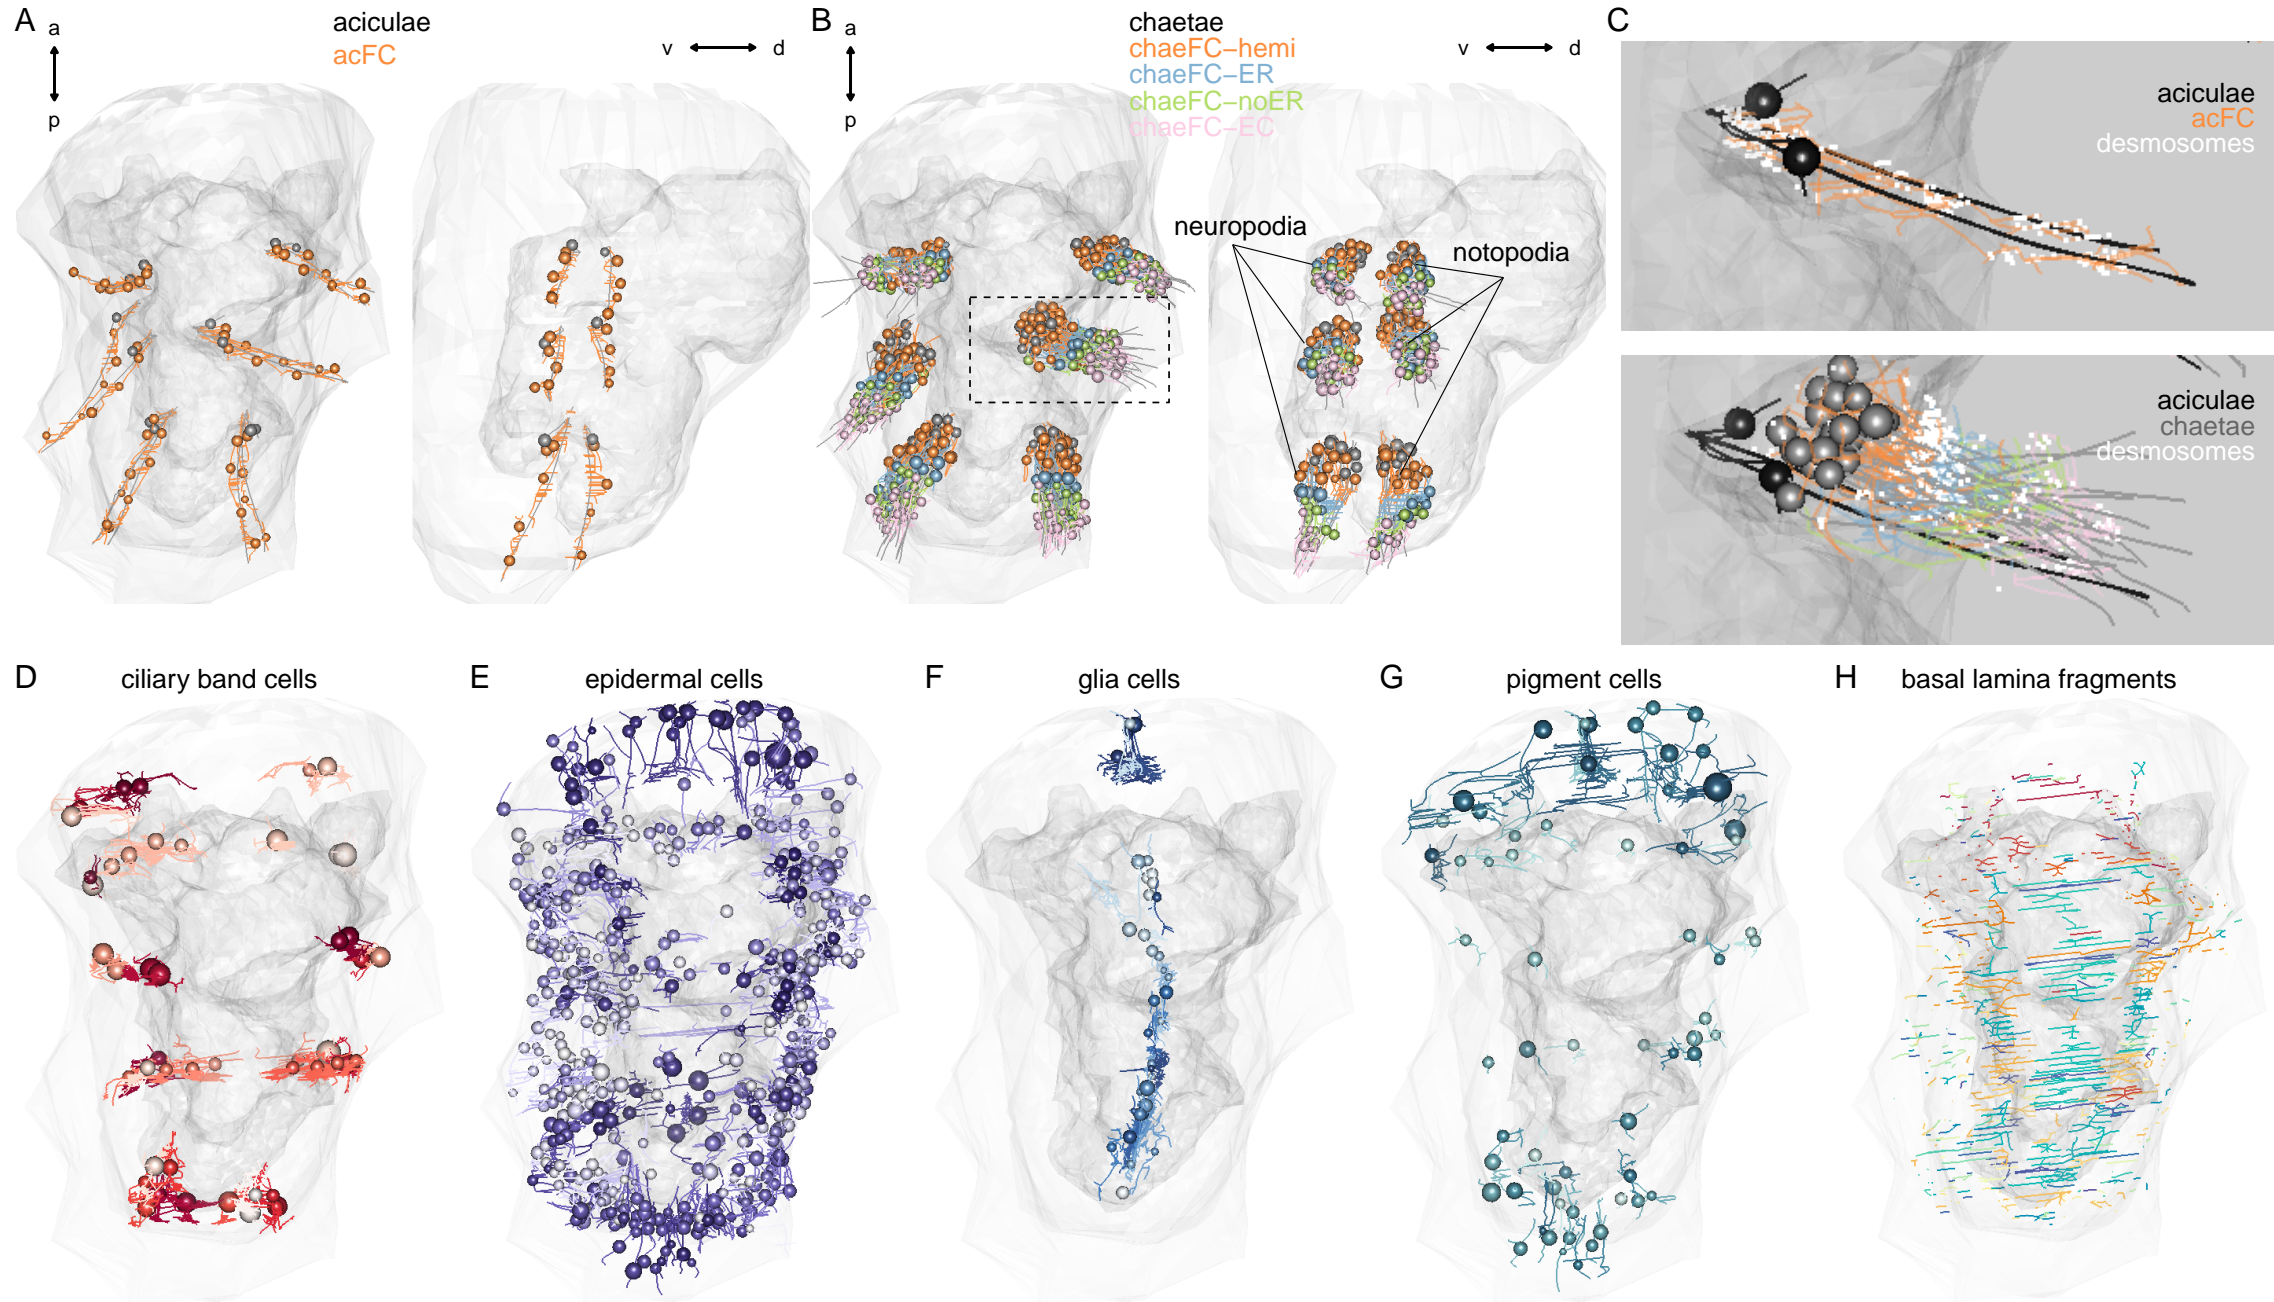 A
a
p
aciculae
acFC
v
d
B
a
p
chaetae
chaeFC−hemi
chaeFC−ER
chaeFC−noER
chaeFC−EC
v
d
neuropodia
notopodia
C
aciculae
acFC
desmosomes
aciculae
chaetae
desmosomes
D
ciliary band cells
E
epidermal cells
F
glia cells
G
pigment cells
H
basal lamina fragments